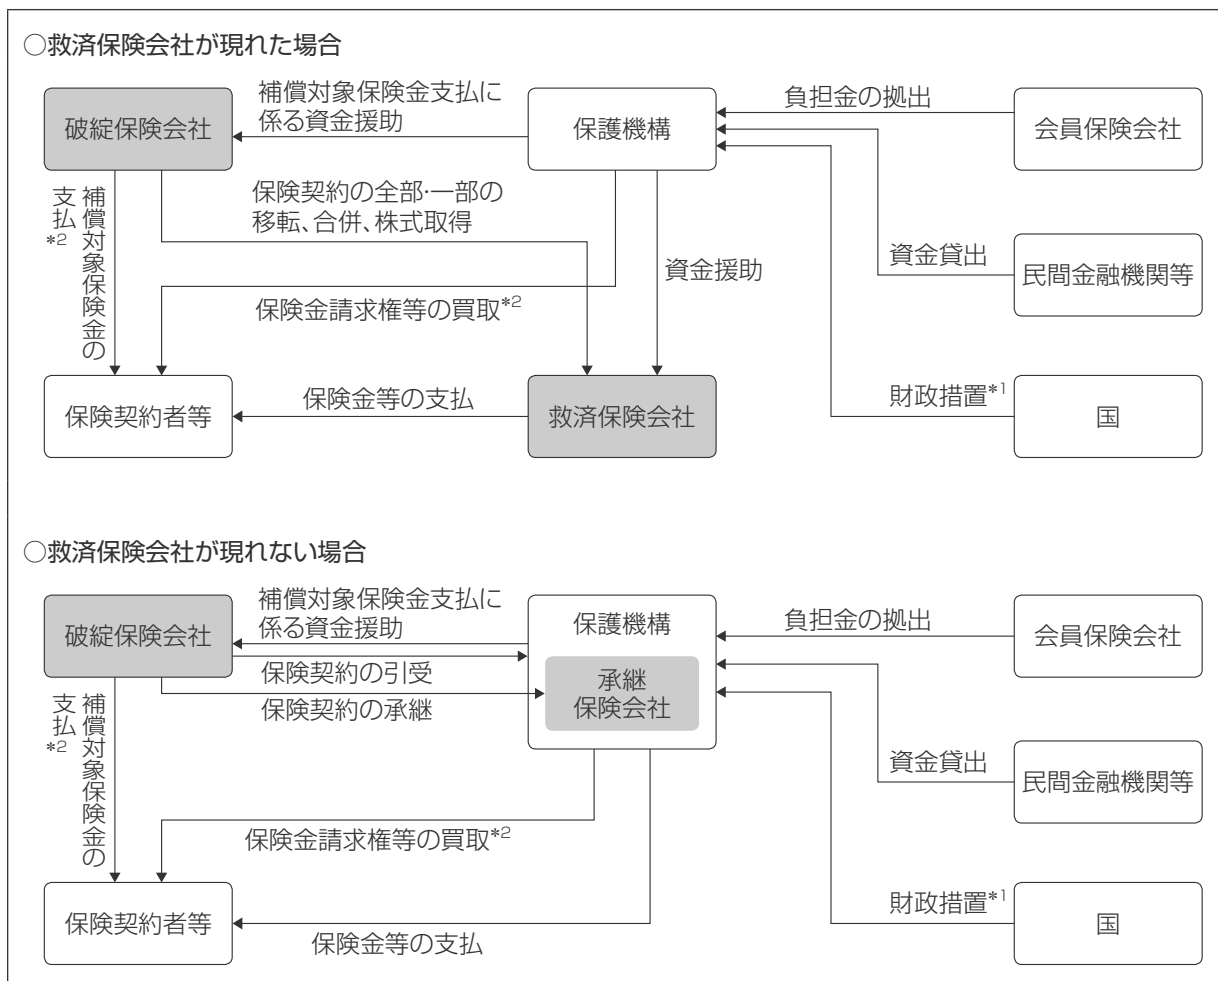 ○救済保険会社が現れた場合
破綻保険会社
補償対象保険金支払に
係る資金援助
保護機構
負担金の拠出
会員保険会社
補償対象保険金の
支払*2
保険契約の全部·一部の
移転、合併、株式取得
資金援助
資金貸出
民間金融機関等
保険金請求権等の買取*2
保険契約者等
保険金等の支払
救済保険会社
財政措置*1
国
○救済保険会社が現れない場合
破綻保険会社
補償対象保険金支払に
係る資金援助
保険契約の引受
保険契約の承継
保護機構
承継
保険会社
負担金の拠出
会員保険会社
補償対象保険金の
支払*2
資金貸出
民間金融機関等
保険金請求権等の買取*2
保険契約者等
保険金等の支払
財政措置*1
国